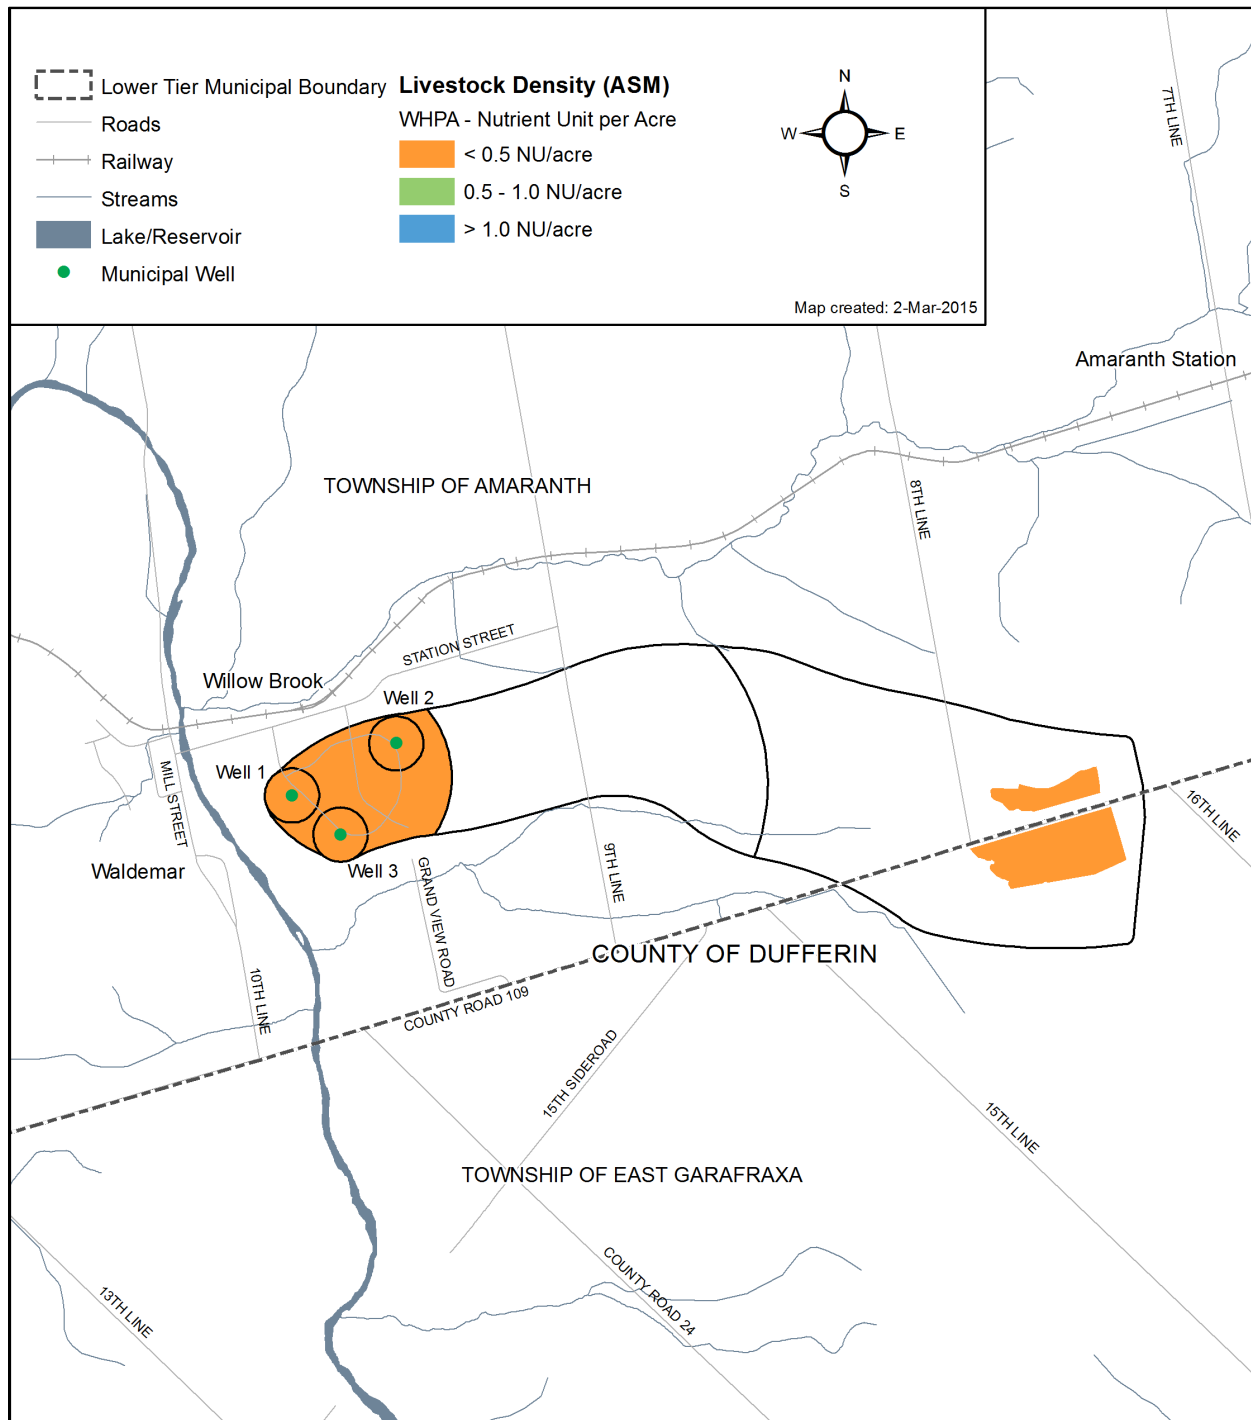 Lower Tier Municipal Boundary
Roads
Railway
Streams
Lake/Reservoir
Municipal Well
Livestock Density (ASM)
WHPA - Nutrient Unit per Acre
< 0.5 NU/acre
0.5 - 1.0 NU/acre
> 1.0 NU/acre
N
W
E
S
Map created: 2-Mar-2015
7TH LINE
Amaranth Station
TOWNSHIP OF AMARANTH
8TH LINE
STATION STREET
Willow Brook
Well 2
Well 1
MILL STREET
16TH LINE
Waldemar
Well 3
9TH LINE
GRAND VIEW ROAD
COUNTY OF DUFFERIN
10TH LINE
COUNTY ROAD 109
15TH SIDEROAD
15TH LINE
TOWNSHIP OF EAST GARAFRAXA
COUNTY ROAD 24
13TH LINE